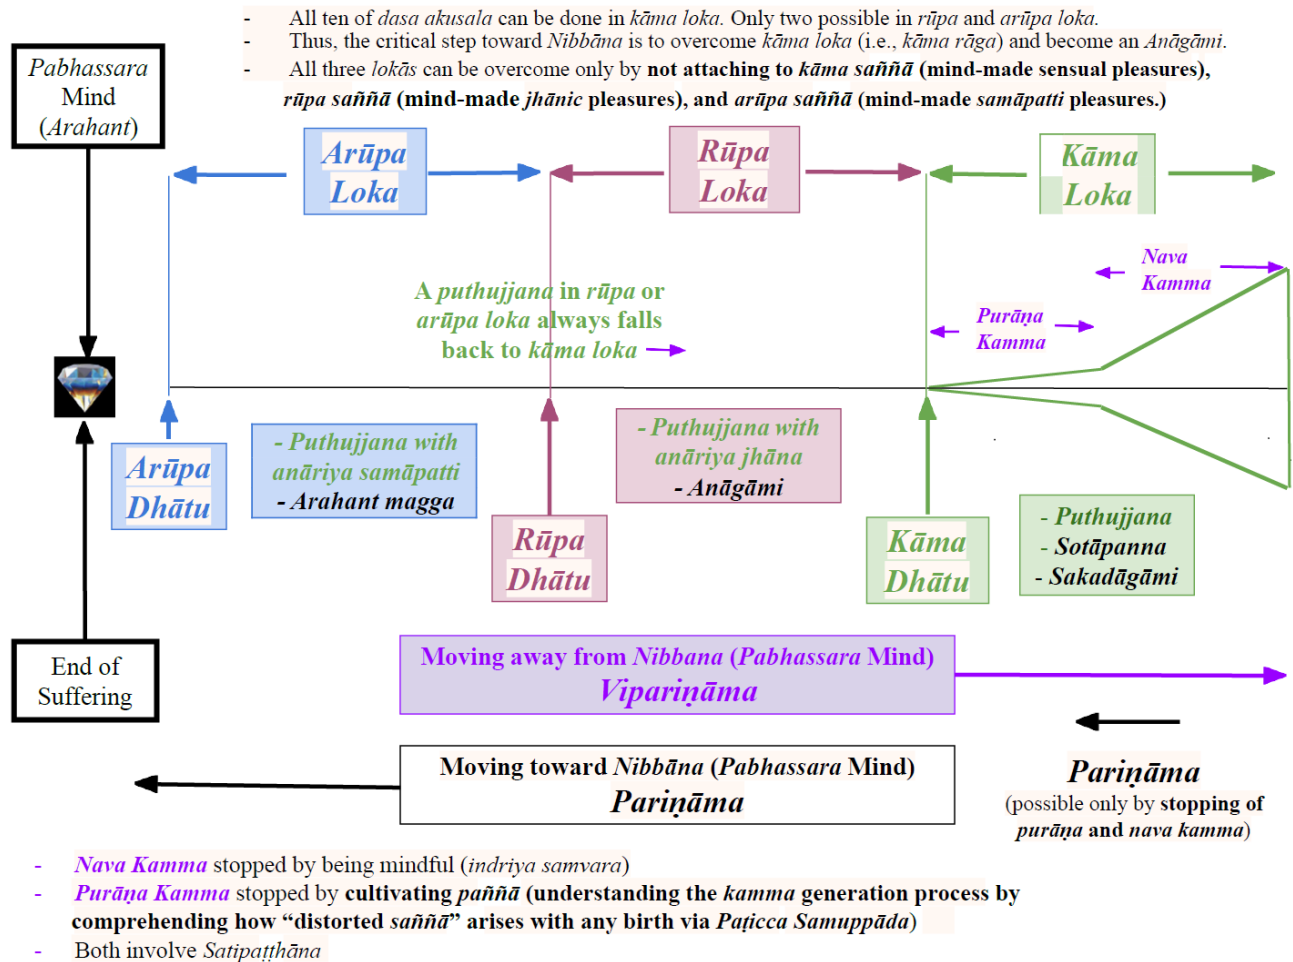 - All ten of dasa akusala can be done in kāma loka. Only two possible in rūpa and arūpa loka.
- Thus, the critical step toward Nibbāna is to overcome kāma loka (i.e., kāma rāga) and become an Anāgāmi.
- All three lokās can be overcome only by not attaching to kāma saññā (mind-made sensual pleasures),
rūpa saññā (mind-made jhānic pleasures), and arūpa saññā (mind-made samāpatti pleasures.)
Pabhassara
Mind
(Arahant)
Arūpa
Loka
Rūpa
Loka
Kāma
Loka
Nava
Kamma
Purāṇa
Kamma
A puthujjana in rūpa or
arūpa loka always falls
back to kāma loka
Arūpa
Dhātu
- Puthujjana with
anāriya samāpatti
- Arahant magga
Rūpa
Dhātu
- Puthujjana with
anāriya jhāna
- Anāgāmi
Kāma
Dhātu
- Puthujjana
- Sotāpanna
- Sakadāgāmi
End of
Suffering
Moving away from Nibbana (Pabhassara Mind)
Vipariṇāma
Moving toward Nibbāna (Pabhassara Mind)
Pariṇāma
Pariṇāma
(possible only by stopping of
purāṇa and nava kamma)
- Nava Kamma stopped by being mindful (indriya samvara)
- Purāṇa Kamma stopped by cultivating paññā (understanding the kamma generation process by
comprehending how “distorted saññā” arises with any birth via Paṭicca Samuppāda)
- Both involve Satipaṭṭhāna